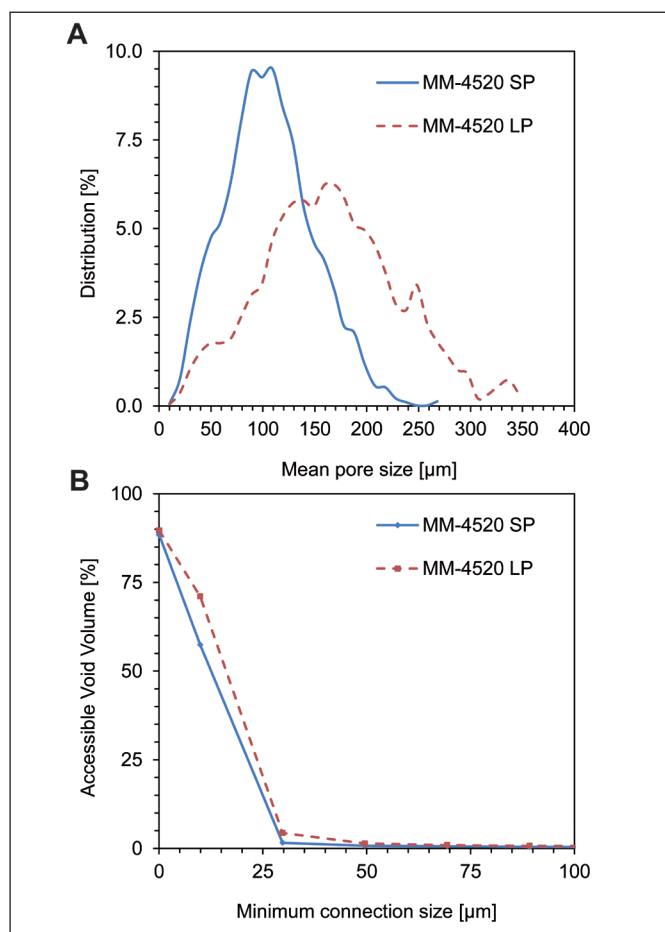 A
10.0
7.5
5.0
2.5
0.0
Distribution [%]
MM-4520 SP
MM-4520 LP
0 50 100 150 200 250 300 350 400
Mean pore size [µm]
B
100
75
50
25
0
Accessible Void Volume [%]
MM-4520 SP
MM-4520 LP
0 25 50 75 100
Minimum connection size [µm]